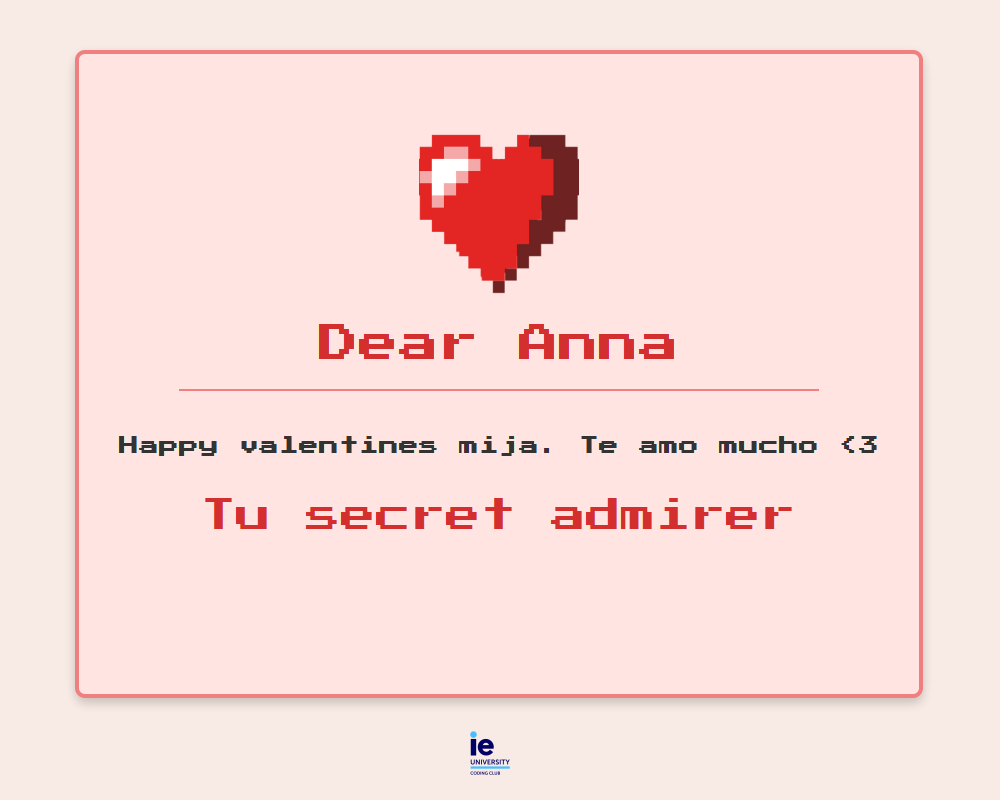 Dear Anna
Happy valentines mija. Te amo mucho <3
Tu secret admirer
ie
UNIVERSITY
CODING CLUB